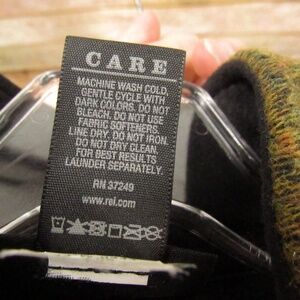 CARE
MACHINE WASH COLD,
GENTLE CYCLE WITH
DARK COLORS. DO NOT
BLEACH. DO NOT USE
FABRIC SOFTENERS.
LINE DRY. DO NOT IRON.
DO NOT DRY CLEAN.
FOR BEST RESULTS
LAUNDER SEPARATELY.
RN 37249
www.rei.com